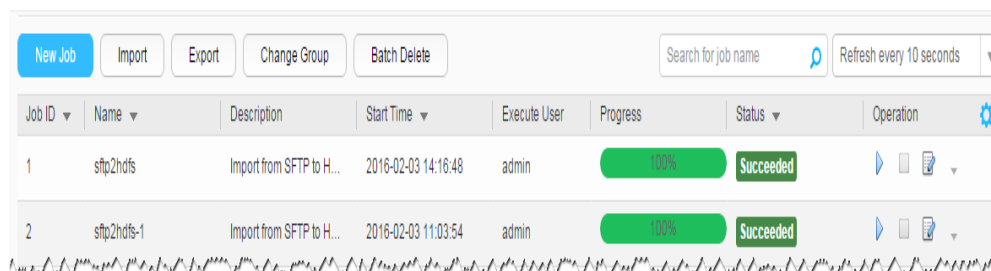 New Job Import Export Change Group Batch Delete Search for job name Refresh every 10 seconds
Job ID Name Description Start Time Execute User Progress Status Operation
1 sftp2hdfs Import from SFTP to H... 2016-02-03 14:16:48 admin 100% Succeeded
2 sftp2hdfs-1 Import from SFTP to H... 2016-02-03 11:03:54 admin 100% Succeeded